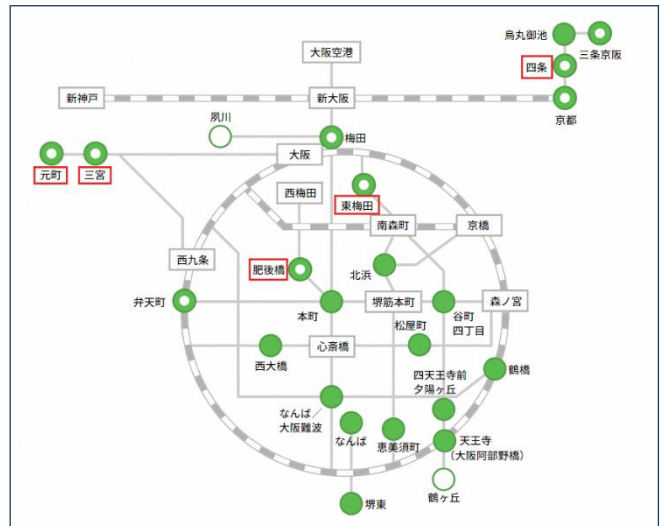 烏丸御池
三条京阪
大阪空港
四条
新神戸
新大阪
京都
夙川
梅田
大阪
元町
三宮
西梅田
東梅田
南森町
京橋
西九条
肥後橋
北浜
弁天町
本町
堺筋本町
谷町
四丁目
森ノ宮
松屋町
心斎橋
西大橋
四天王寺前
夕陽ヶ丘
鶴橋
なんば／
大阪難波
なんば
恵美須町
天王寺
（大阪阿部野橋）
鶴ヶ丘
堺東